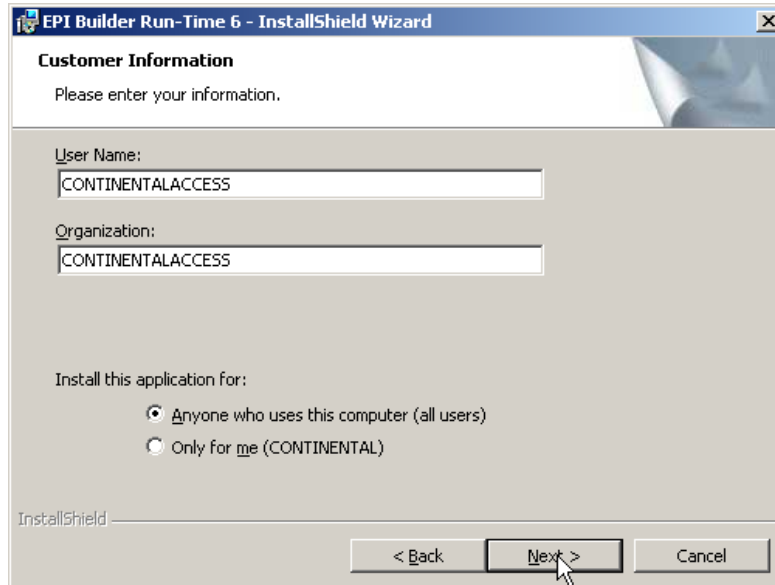 EPI Builder Run-Time 6 - InstallShield Wizard
Customer Information
Please enter your information.
User Name:
CONTINENTALACCESS
Organization:
CONTINENTALACCESS
Install this application for:
Anyone who uses this computer (all users)
Only for me (CONTINENTAL)
InstallShield
< Back Next > Cancel